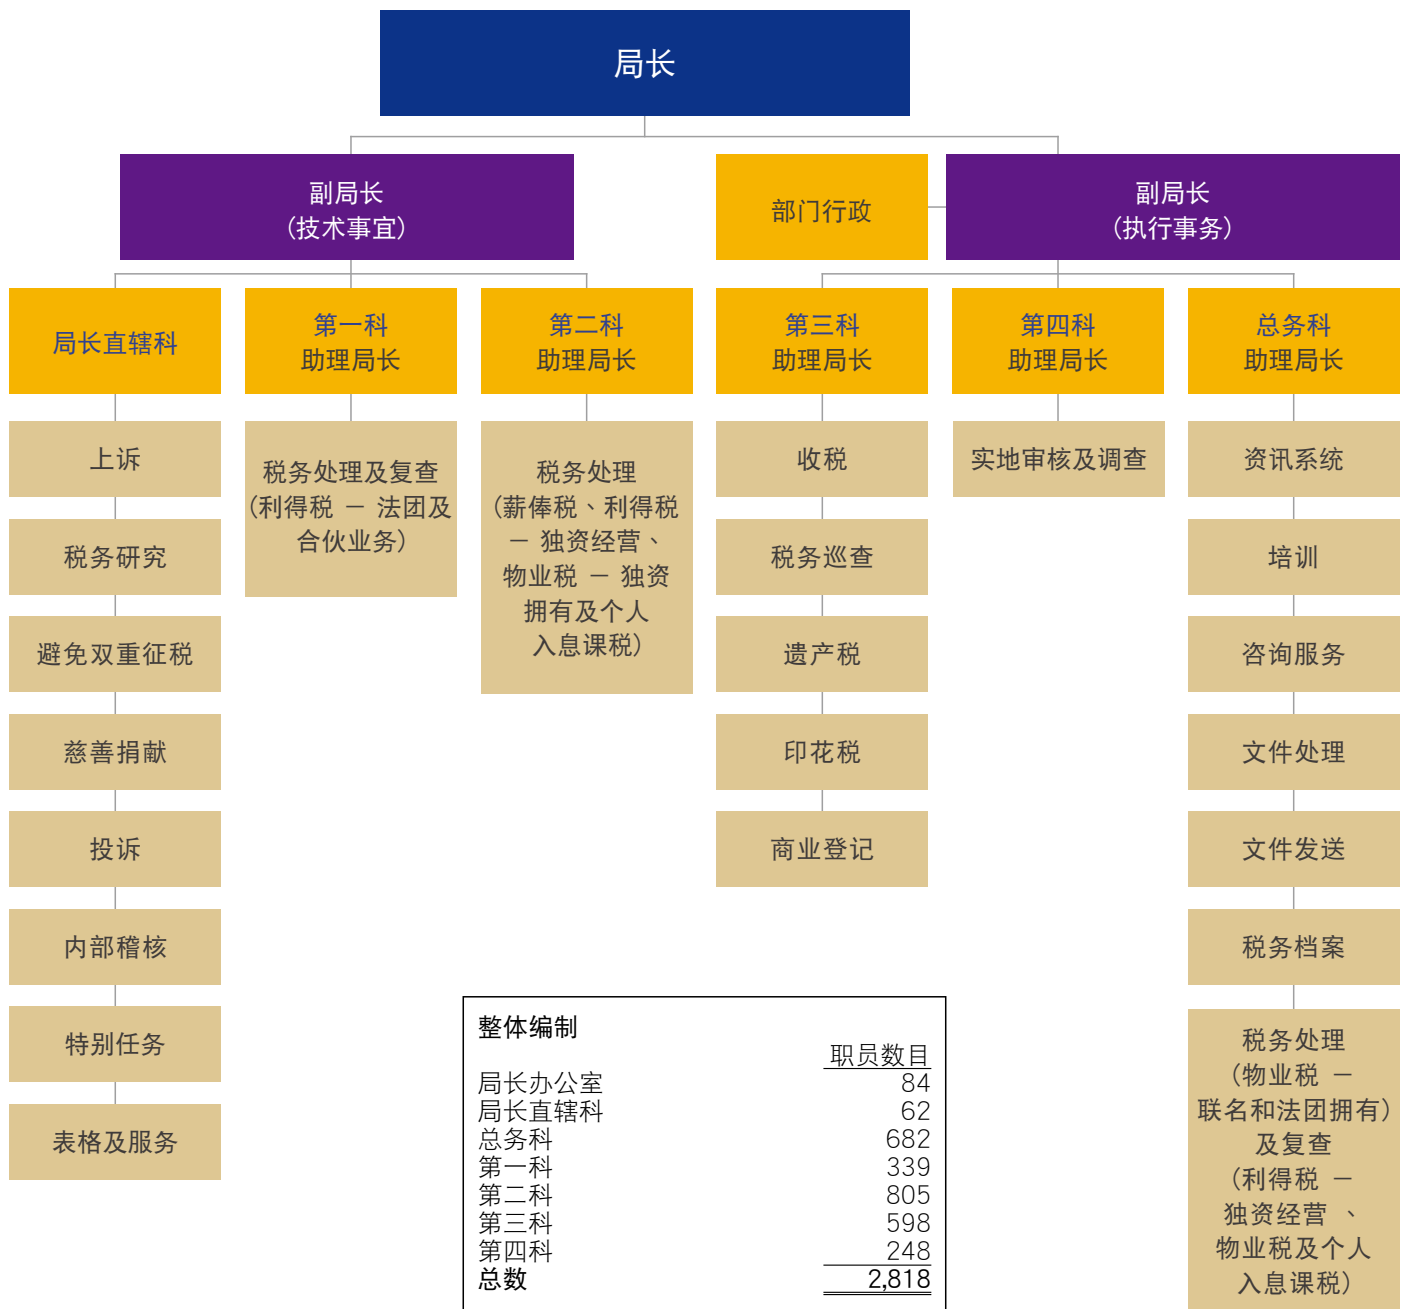 局长
副局长
（技术事宜）
部门行政
副局长
（执行事务）
局长直辖科
第一科
助理局长
第二科
助理局长
第三科
助理局长
第四科
助理局长
总务科
助理局长
上诉
税务研究
避免双重征税
慈善捐献
投诉
内部稽核
特别任务
表格及服务
税务处理及复查
（利得税 － 法团及
合伙业务）
税务处理
（薪俸税、利得税
－ 独资经营、
物业税 － 独资
拥有及个人
入息课税）
收税
税务巡查
遗产税
印花税
商业登记
实地审核及调查
资讯系统
培训
咨询服务
文件处理
文件发送
税务档案
税务处理
（物业税 －
联名和法团拥有）
及复查
（利得税 －
独资经营 、
物业税及个人
入息课税）
整体编制
职员数目
局长办公室 84
局长直辖科 62
总务科 682
第一科 339
第二科 805
第三科 598
第四科 248
总数 2,818